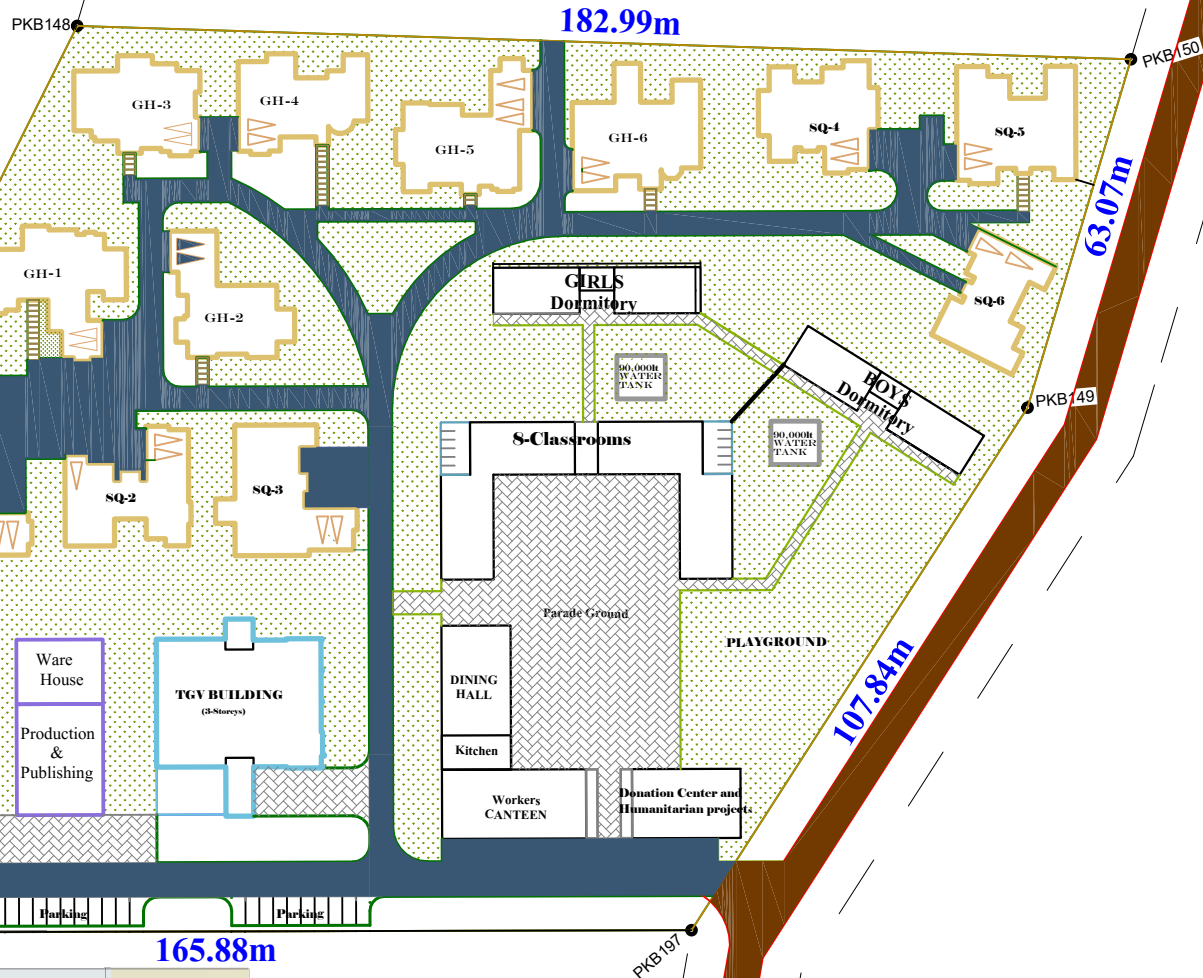 182.99m
PKB148
PKB150
GH-3
GH-4
GH-5
GH-6
SQ-4
SQ-5
63.07m
GH-1
GH-2
GIRLS
Dormitory
SQ-6
90,000lt
WATER
TANK
BOYS
Dormitory
PKB149
8-Classrooms
90,000lt
WATER
TANK
SQ-2
SQ-3
Parade Ground
PLAYGROUND
Ware
House
TGV BUILDING
(3-Storeys)
DINING
HALL
107.84m
Production
&
Publishing
Kitchen
Workers
CANTEEN
Donation Center and
Humanitarian projects
Parking
Parking
165.88m
PKB197